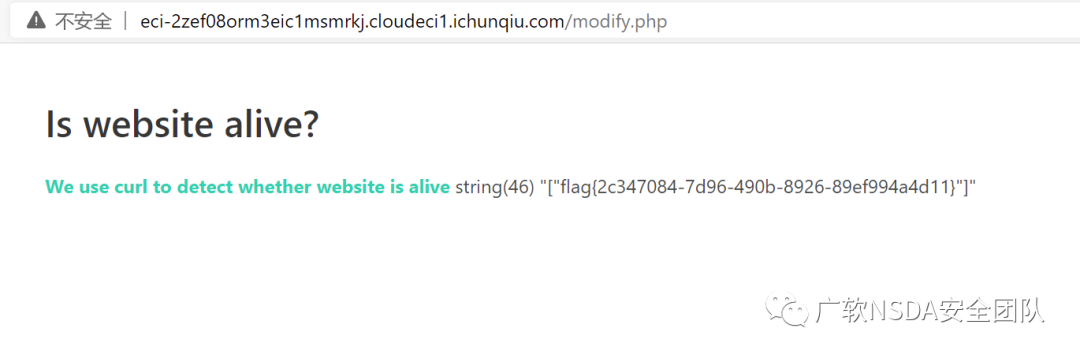 不安全 | eci-2zef08orm3eic1msmrkj.cloudeci1.ichunqiu.com/modify.php
Is website alive?
We use curl to detect whether website is alive string(46) "["flag{2c347084-7d96-490b-8926-89ef994a4d11}"]"
广软NSDA安全团队